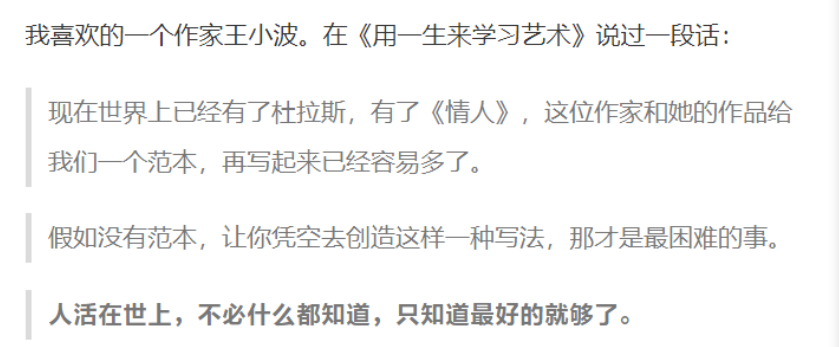 我喜欢的一个作家王小波。在《用一生来学习艺术》说过一段话：
现在世界上已经有了杜拉斯，有了《情人》，这位作家和她的作品给
我们一个范本，再写起来已经容易多了。
假如没有范本，让你凭空去创造这样一种写法，那才是最困难的事。
人活在世上，不必什么都知道，只知道最好的就够了。